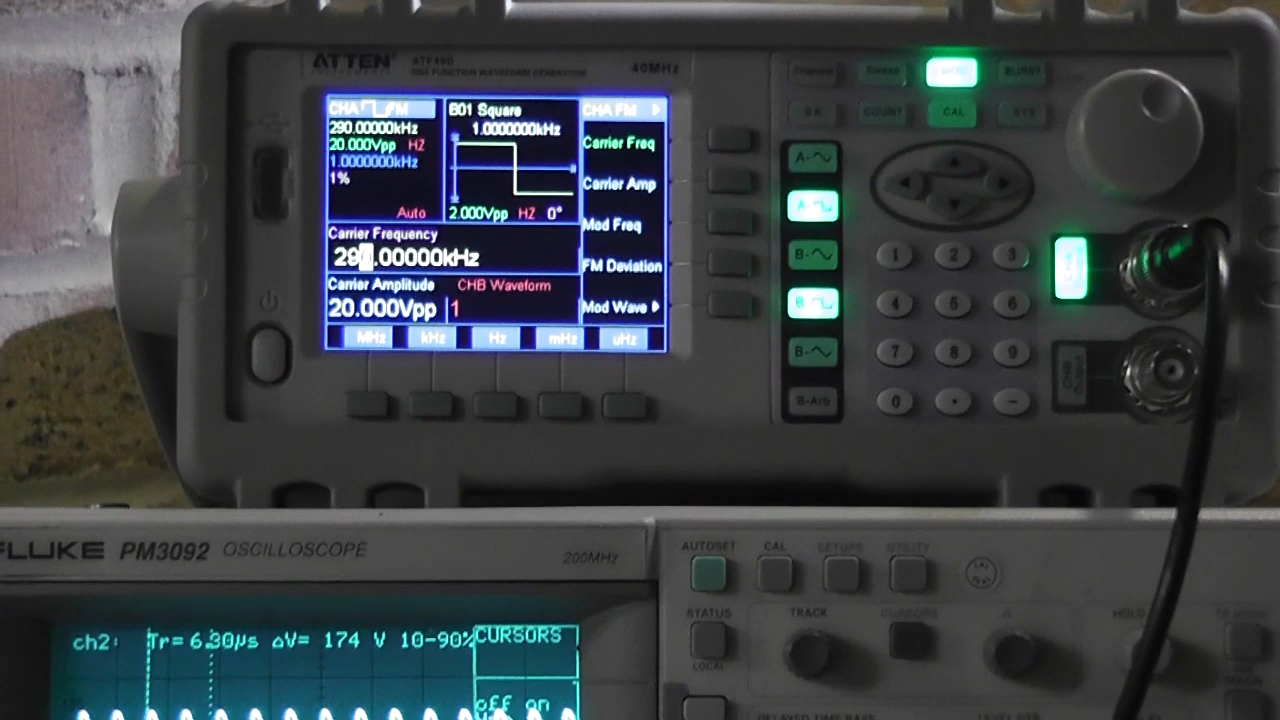 ATTEN ATF40D 40MHz
DDS FUNCTION WAVEFORM GENERATOR
CHA FM B01 Square CHA FM
290.00000kHz 1.0000000kHz
20.000Vpp HZ Carrier Freq
1.0000000kHz
1% Carrier Amp
Auto 2.000Vpp HZ 0° Mod Freq
Carrier Frequency
290.00000kHz FM Deviation
Carrier Amplitude CHB Waveform
20.000Vpp 1 Mod Wave
MHz kHz Hz mHz uHz
Channel Sweep BURST
COUNT CAL SYS
A-
B-
B-
B-Arb
1 2 3
4 5 6
7 8 9
0 . −
FLUKE PM3092 OSCILLOSCOPE 200MHz
AUTOSET CAL SETUPS UTILITY
STATUS TRACK CURSORS HOLD
LOCAL
DELAYED TIME BASE
ch2: Tr= 6.30µs ΔV= 174 V 10-90% CURSORS
off on